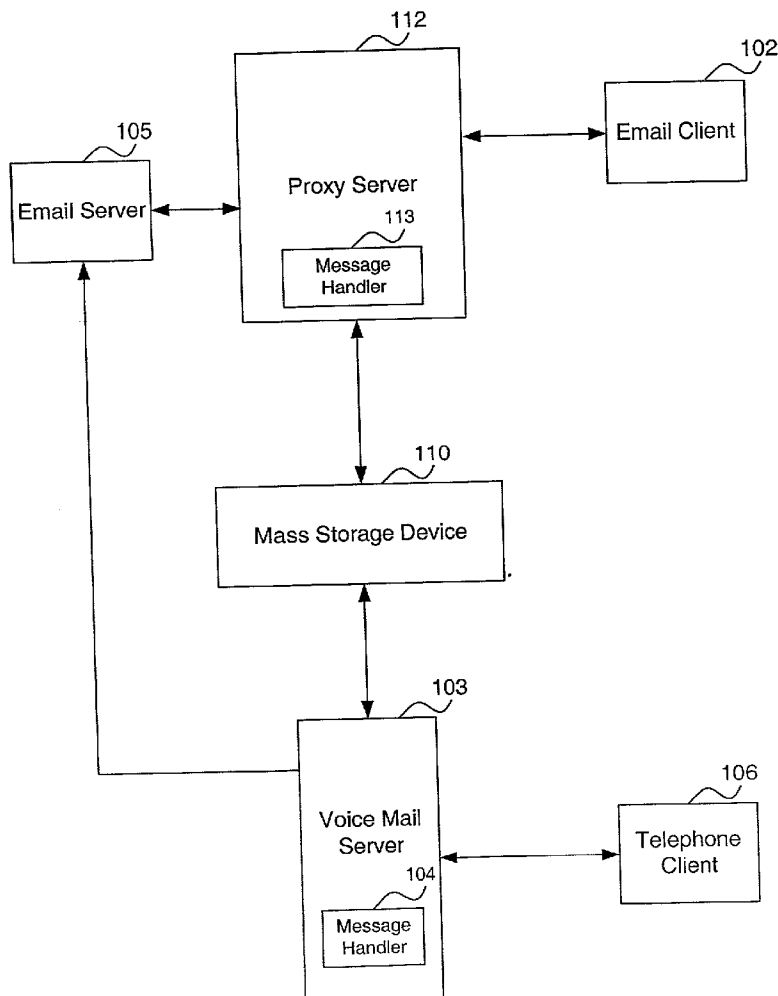 112
102
105
Email Client
Proxy Server
Email Server
113
Message
Handler
110
Mass Storage Device
103
106
Voice Mail
Server
Telephone
Client
104
Message
Handler